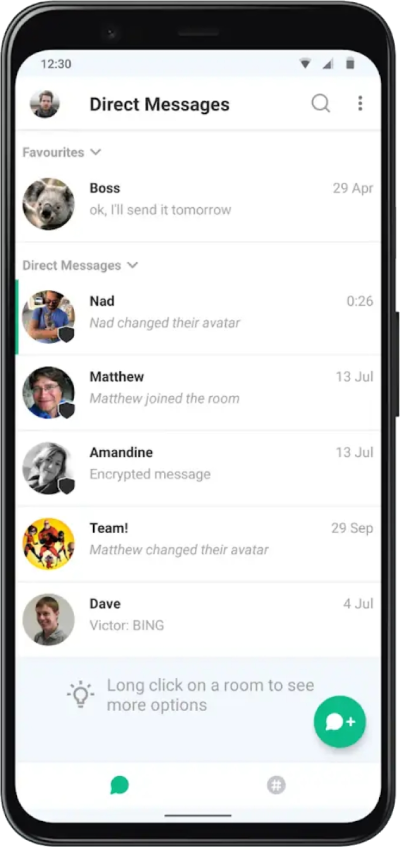 12:30
Direct Messages
Favourites
Boss 29 Apr
ok, I'll send it tomorrow
Direct Messages
Nad 0:26
Nad changed their avatar
Matthew 13 Jul
Matthew joined the room
Amandine 13 Jul
Encrypted message
Team! 29 Sep
Matthew changed their avatar
Dave 4 Jul
Victor: BING
Long click on a room to see
more options